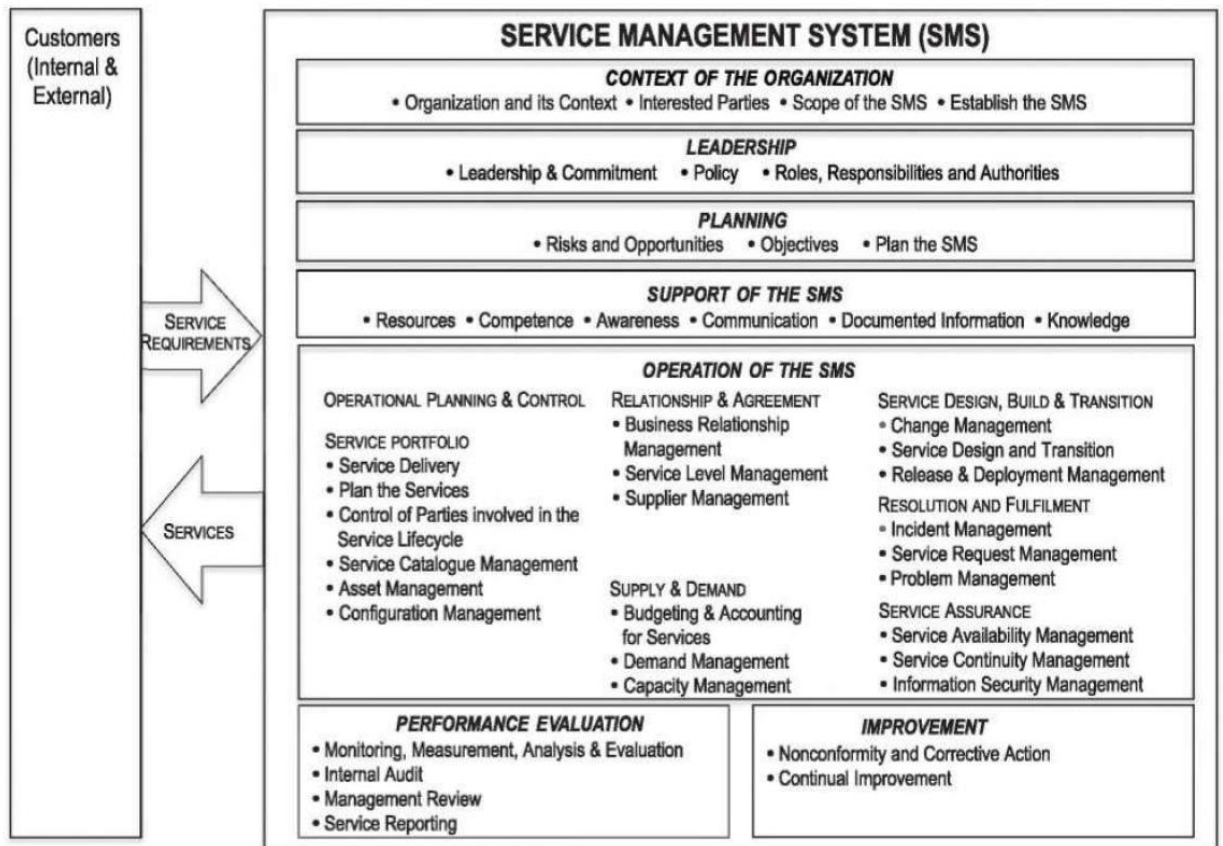 Customers
(Internal &
External)
SERVICE
REQUIREMENTS
SERVICES
SERVICE MANAGEMENT SYSTEM (SMS)
CONTEXT OF THE ORGANIZATION
• Organization and its Context • Interested Parties • Scope of the SMS • Establish the SMS
LEADERSHIP
• Leadership & Commitment • Policy • Roles, Responsibilities and Authorities
PLANNING
• Risks and Opportunities • Objectives • Plan the SMS
SUPPORT OF THE SMS
• Resources • Competence • Awareness • Communication • Documented Information • Knowledge
OPERATION OF THE SMS
OPERATIONAL PLANNING & CONTROL
SERVICE PORTFOLIO
• Service Delivery
• Plan the Services
• Control of Parties involved in the
Service Lifecycle
• Service Catalogue Management
• Asset Management
• Configuration Management
RELATIONSHIP & AGREEMENT
• Business Relationship
Management
• Service Level Management
• Supplier Management
SUPPLY & DEMAND
• Budgeting & Accounting
for Services
• Demand Management
• Capacity Management
SERVICE DESIGN, BUILD & TRANSITION
• Change Management
• Service Design and Transition
• Release & Deployment Management
RESOLUTION AND FULFILMENT
• Incident Management
• Service Request Management
• Problem Management
SERVICE ASSURANCE
• Service Availability Management
• Service Continuity Management
• Information Security Management
PERFORMANCE EVALUATION
• Monitoring, Measurement, Analysis & Evaluation
• Internal Audit
• Management Review
• Service Reporting
IMPROVEMENT
• Nonconformity and Corrective Action
• Continual Improvement